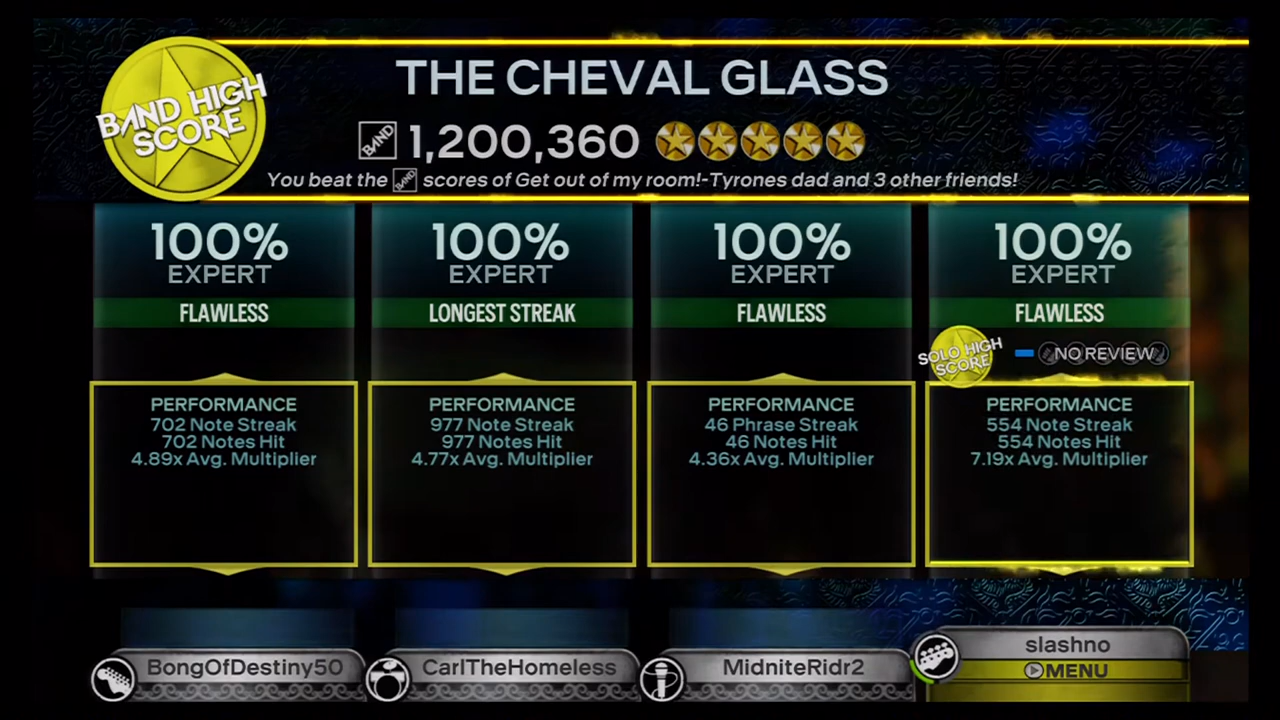 BAND HIGH
SCORE
THE CHEVAL GLASS
BAND 1,200,360
You beat the BAND scores of Get out of my room!-Tyrones dad and 3 other friends!
100%
EXPERT
FLAWLESS
PERFORMANCE
702 Note Streak
702 Notes Hit
4.89x Avg. Multiplier
BongOfDestiny50
100%
EXPERT
LONGEST STREAK
PERFORMANCE
977 Note Streak
977 Notes Hit
4.77x Avg. Multiplier
CarlTheHomeless
100%
EXPERT
FLAWLESS
PERFORMANCE
46 Phrase Streak
46 Notes Hit
4.36x Avg. Multiplier
MidniteRidr2
100%
EXPERT
FLAWLESS
SOLO HIGH
SCORE
NO REVIEW
PERFORMANCE
554 Note Streak
554 Notes Hit
7.19x Avg. Multiplier
slashno
MENU